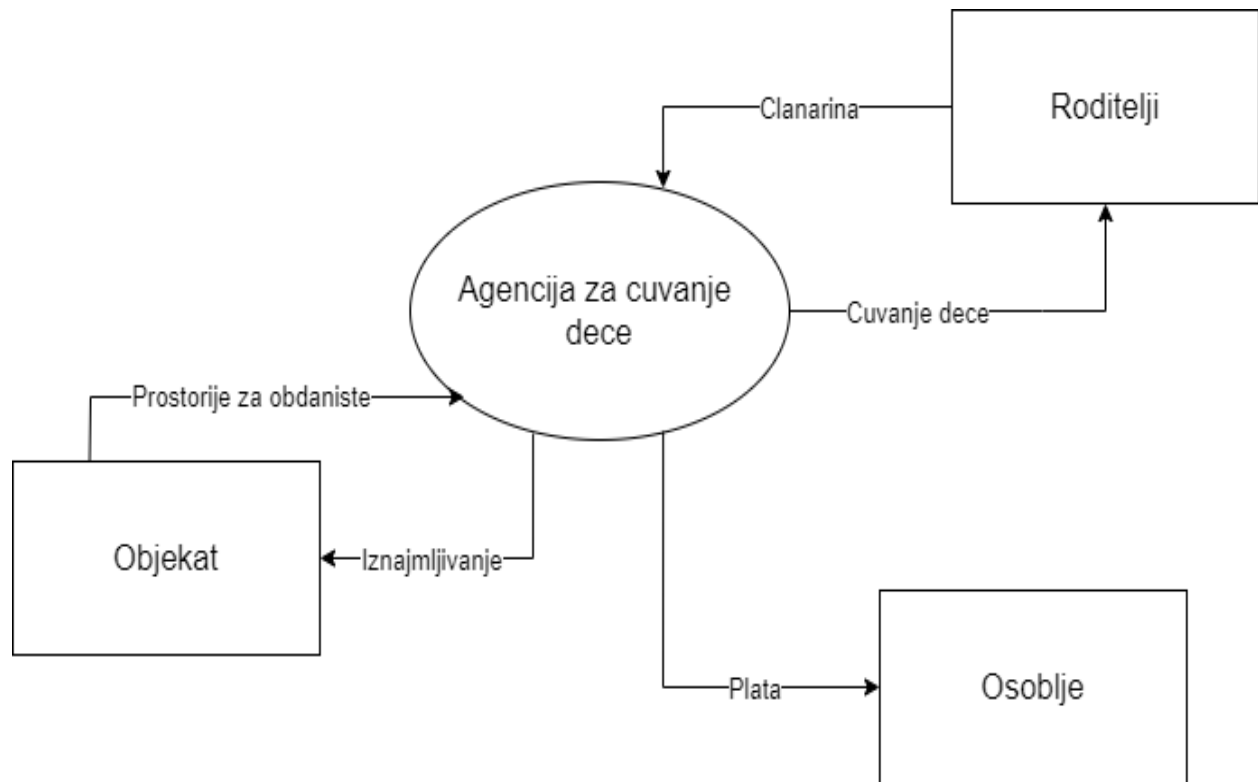 Clanarina
Roditelji
Agencija za cuvanje
dece
Cuvanje dece
Prostorije za obdaniste
Objekat
Iznajmljivanje
Plata
Osoblje